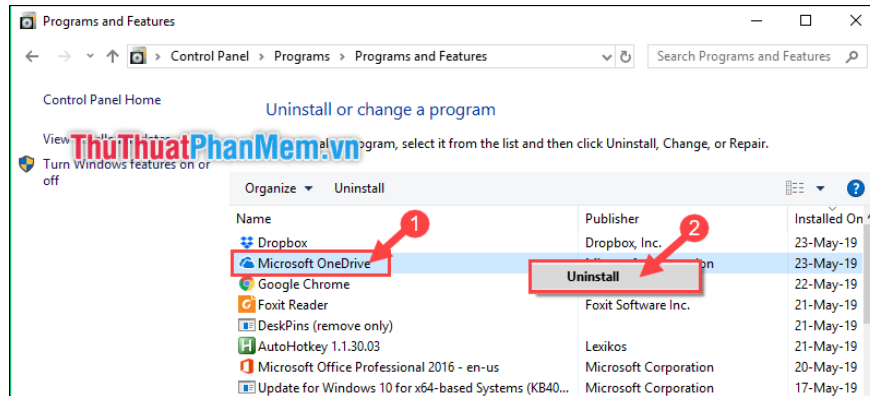 Programs and Features
Control Panel > Programs > Programs and Features
Search Programs and Features
Control Panel Home
Uninstall or change a program
View
ThuThuatPhanMem.vn
program, select it from the list and then click Uninstall, Change, or Repair.
Turn Windows features on or
off
Organize Uninstall
Name Publisher Installed On
1
2
Dropbox Dropbox, Inc. 23-May-19
Microsoft OneDrive 23-May-19
Uninstall
Google Chrome 22-May-19
Foxit Reader Foxit Software Inc. 21-May-19
DeskPins (remove only) 21-May-19
AutoHotkey 1.1.30.03 Lexikos 21-May-19
Microsoft Office Professional 2016 - en-us Microsoft Corporation 20-May-19
Update for Windows 10 for x64-based Systems (KB40... Microsoft Corporation 17-May-19